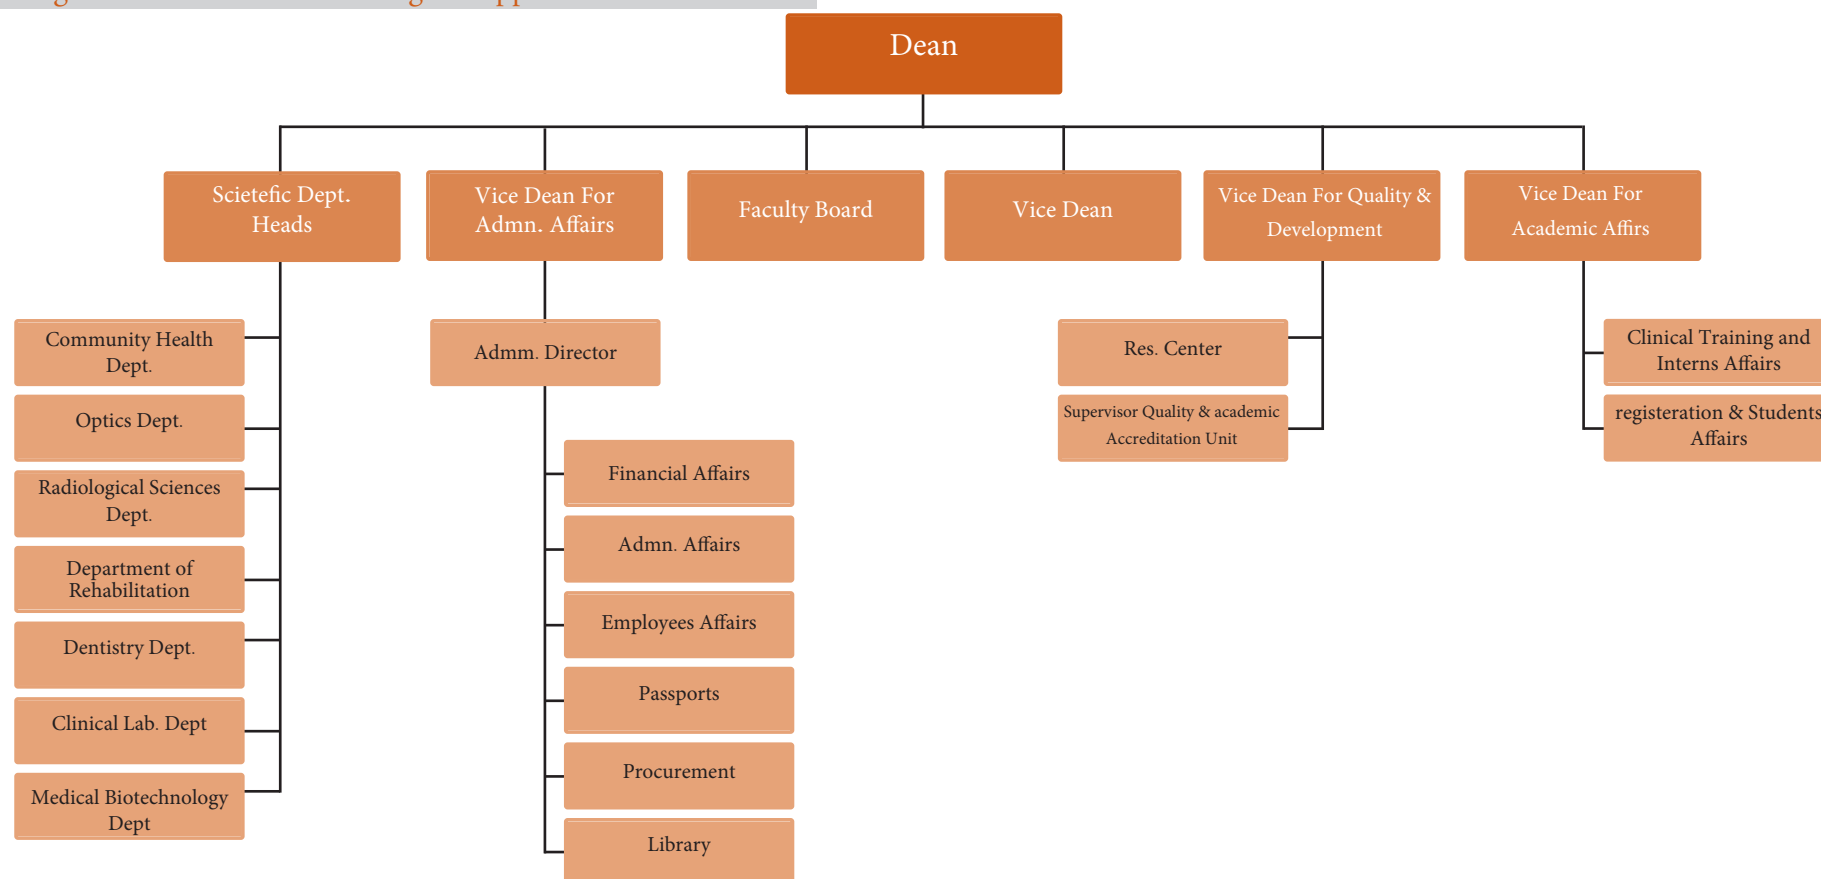 Dean
Scietefic Dept.
Heads
Vice Dean For
Admn. Affairs
Faculty Board
Vice Dean
Vice Dean For Quality &
Development
Vice Dean For
Academic Affirs
Community Health
Dept.
Optics Dept.
Radiological Sciences
Dept.
Department of
Rehabilitation
Dentistry Dept.
Clinical Lab. Dept
Medical Biotechnology
Dept
Admm. Director
Financial Affairs
Admn. Affairs
Employees Affairs
Passports
Procurement
Library
Res. Center
Supervisor Quality & academic
Accreditation Unit
Clinical Training and
Interns Affairs
registeration & Students
Affairs